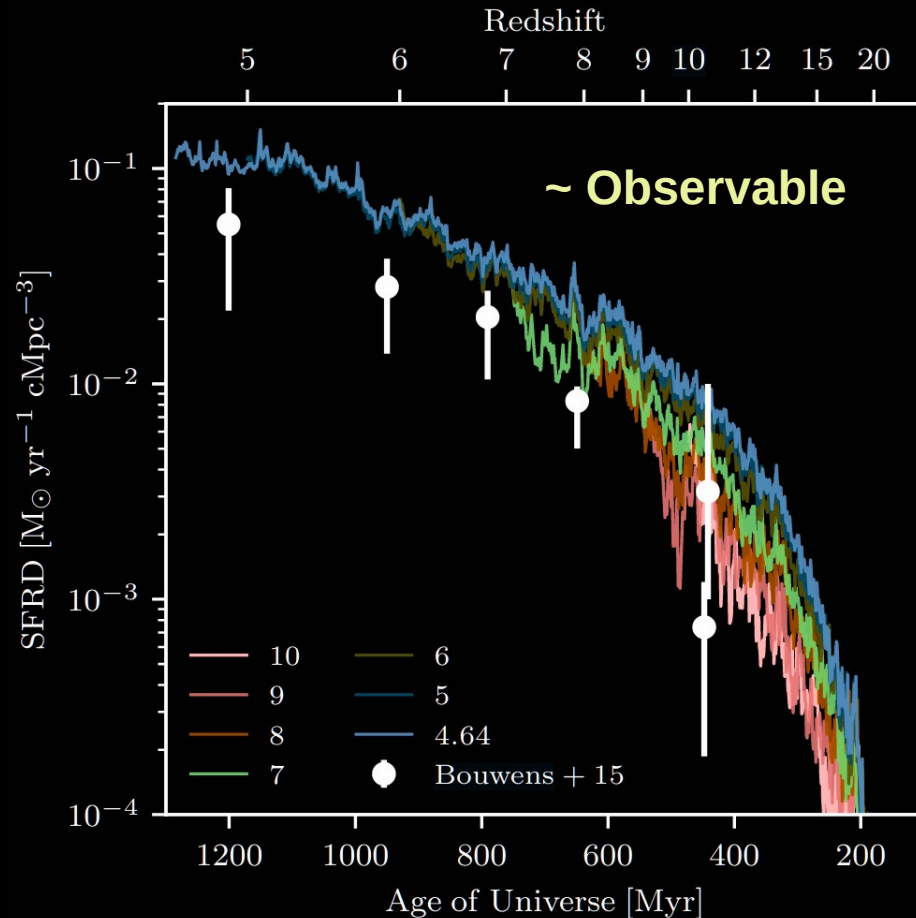 Redshift
5 6 7 8 9 10 12 15 20
~ Observable
10⁻¹
10⁻²
10⁻³
10⁻⁴
SFRD [M⊙ yr⁻¹ cMpc⁻³]
10 6
9 5
8 4.64
7 Bouwens + 15
1200 1000 800 600 400 200
Age of Universe [Myr]